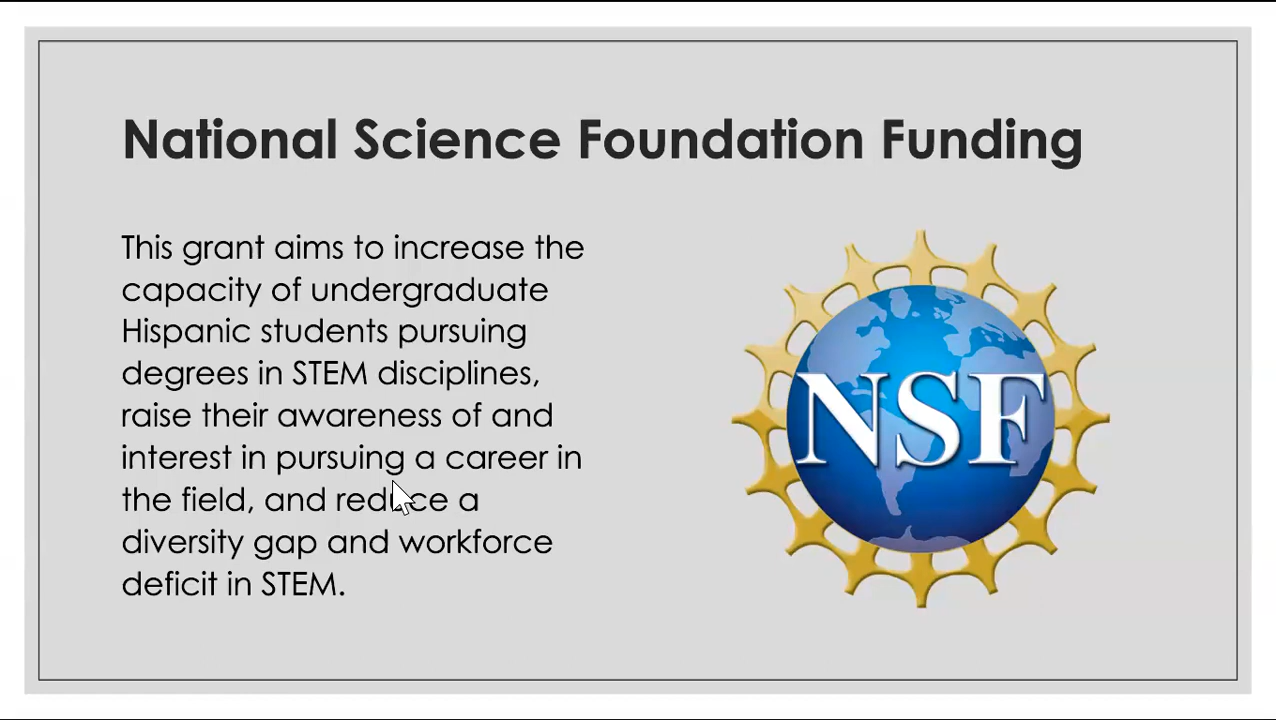 National Science Foundation Funding
This grant aims to increase the
capacity of undergraduate
Hispanic students pursuing
degrees in STEM disciplines,
raise their awareness of and
interest in pursuing a career in
the field, and reduce a
diversity gap and workforce
deficit in STEM.
NSF